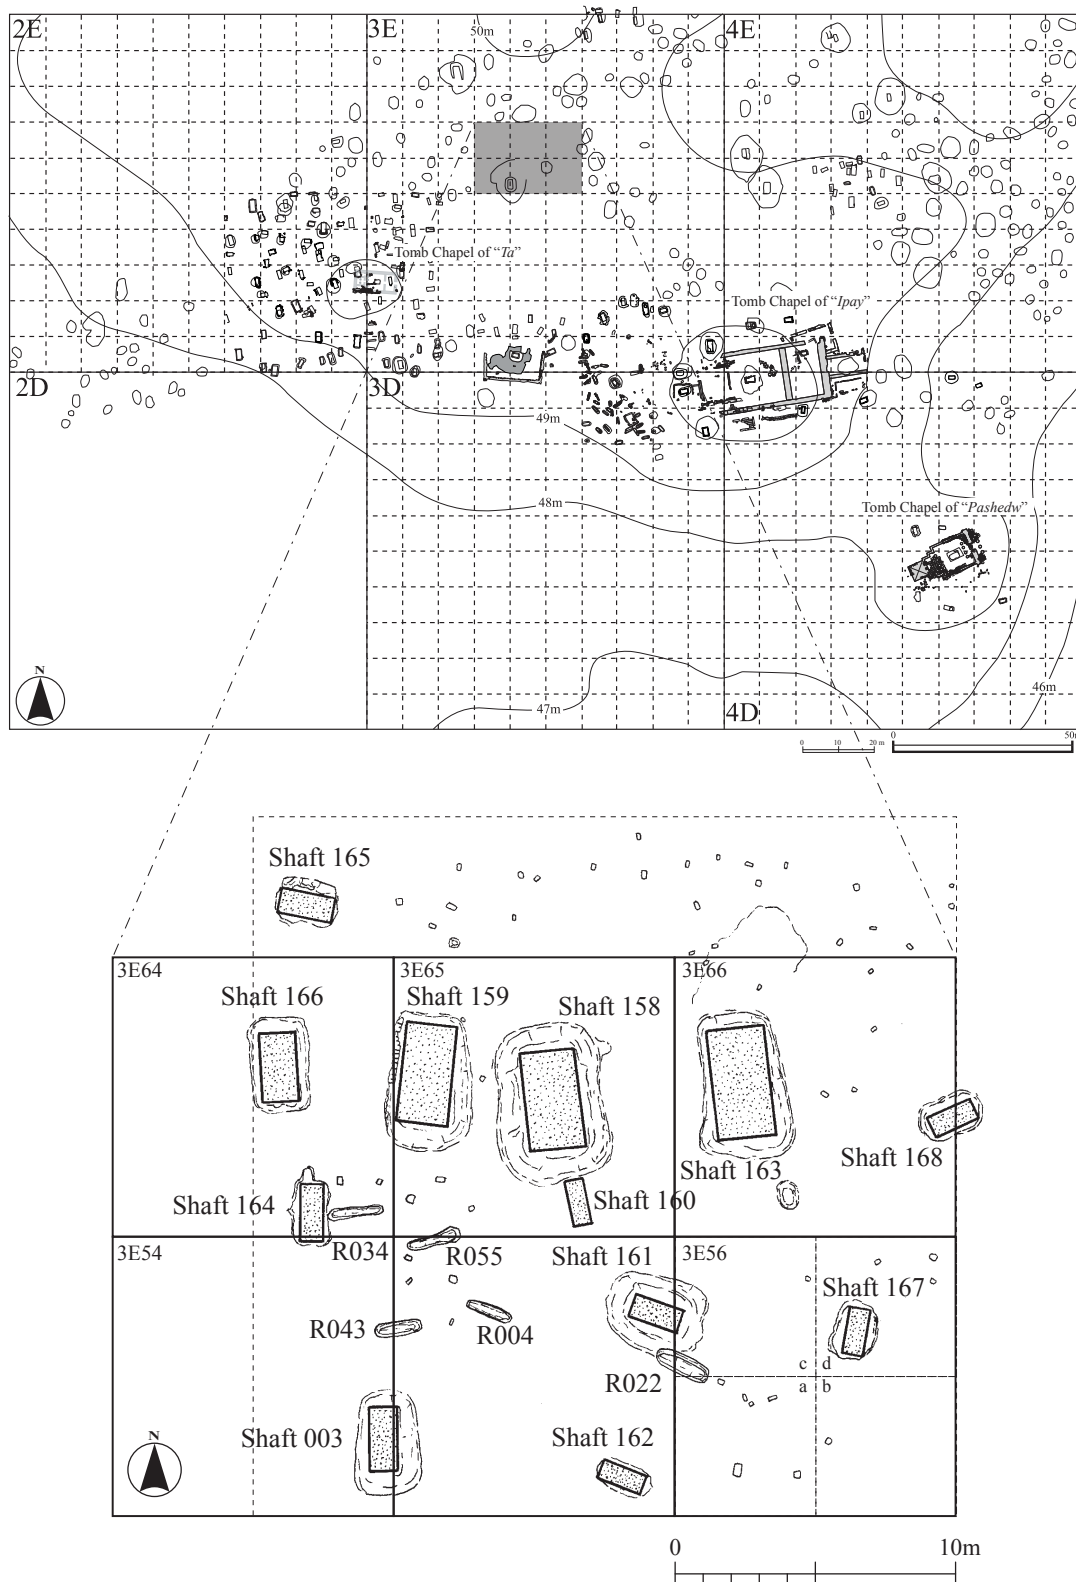 2E
3E
4E
50m
Tomb Chapel of “Ta”
Tomb Chapel of “Ipay”
2D
3D
49m
48m
Tomb Chapel of “Pashedw”
N
47m
46m
4D
0 10 20 m
0 50m
Shaft 165
3E64
3E65
3E66
Shaft 166
Shaft 159
Shaft 158
Shaft 163
Shaft 168
Shaft 164
Shaft 160
R034
R055
3E54
Shaft 161
3E56
Shaft 167
R043
R004
c d
a b
R022
Shaft 003
Shaft 162
N
0 10m